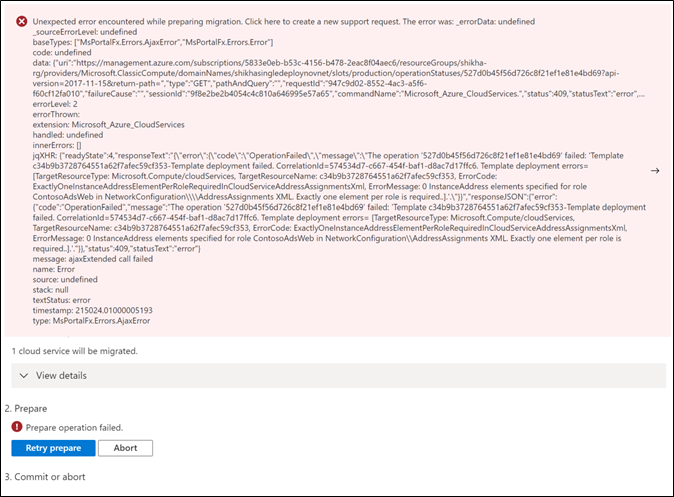 Unexpected error encountered while preparing migration. Click here to create a new support request. The error was: _errorData: undefined
_sourceErrorLevel: undefined
baseTypes: ["MsPortalFx.Errors.AjaxError","MsPortalFx.Errors.Error"]
code: undefined
data: {"uri":"https://management.azure.com/subscriptions/5833e0eb-b53c-4156-b478-2eac8f04aec6/resourceGroups/shikha-
rg/providers/Microsoft.ClassicCompute/domainNames/shikhasingledeploynovnet/slots/production/operationStatuses/527d0b45f56d726c8f21ef1e81e4bd69?api-
version=2017-11-15&return-path=","type":"GET","pathAndQuery":"","requestId":"947c9d02-8552-4ac3-a5f6-
f60cf12fa010","failureCause":"","sessionId":"9f8e2be2b4054c4c810a646995e57a65","commandName":"Microsoft_Azure_CloudServices.","status":409,"statusText":"error",...
errorLevel: 2
errorThrown:
extension: Microsoft_Azure_CloudServices
handled: undefined
innerErrors: []
jqXHR: {"readyState":4,"responseText":"{\"error\":{\"code\":\"OperationFailed\",\"message\":\"The operation '527d0b45f56d726c8f21ef1e81e4bd69' failed: 'Template
c34b9b3728764551a62f7afec59cf353-Template deployment failed. CorrelationId=574534d7-c667-454f-baf1-d8ac7d17ffc6. Template deployment errors=
[TargetResourceType: Microsoft.Compute/cloudServices, TargetResourceName: c34b9b3728764551a62f7afec59cf353, ErrorCode:
ExactlyOneInstanceAddressElementPerRoleRequiredInCloudServiceAddressAssignmentsXml, ErrorMessage: 0 InstanceAddress elements specified for role
ContosoAdsWeb in NetworkConfiguration\\\\AddressAssignments XML. Exactly one element per role is required..].'.\"}}","responseJSON":{"error":
{"code":"OperationFailed","message":"The operation '527d0b45f56d726c8f21ef1e81e4bd69' failed: 'Template c34b9b3728764551a62f7afec59cf353-Template deployment
failed. CorrelationId=574534d7-c667-454f-baf1-d8ac7d17ffc6. Template deployment errors= [TargetResourceType: Microsoft.Compute/cloudServices,
TargetResourceName: c34b9b3728764551a62f7afec59cf353, ErrorCode: ExactlyOneInstanceAddressElementPerRoleRequiredInCloudServiceAddressAssignmentsXml,
ErrorMessage: 0 InstanceAddress elements specified for role ContosoAdsWeb in NetworkConfiguration\\AddressAssignments XML. Exactly one element per role is
required..].'."}},"status":409,"statusText":"error"}
message: ajaxExtended call failed
name: Error
source: undefined
stack: null
textStatus: error
timestamp: 215024.01000005193
type: MsPortalFx.Errors.AjaxError
1 cloud service will be migrated.
View details
2. Prepare
Prepare operation failed.
Retry prepare Abort
3. Commit or abort